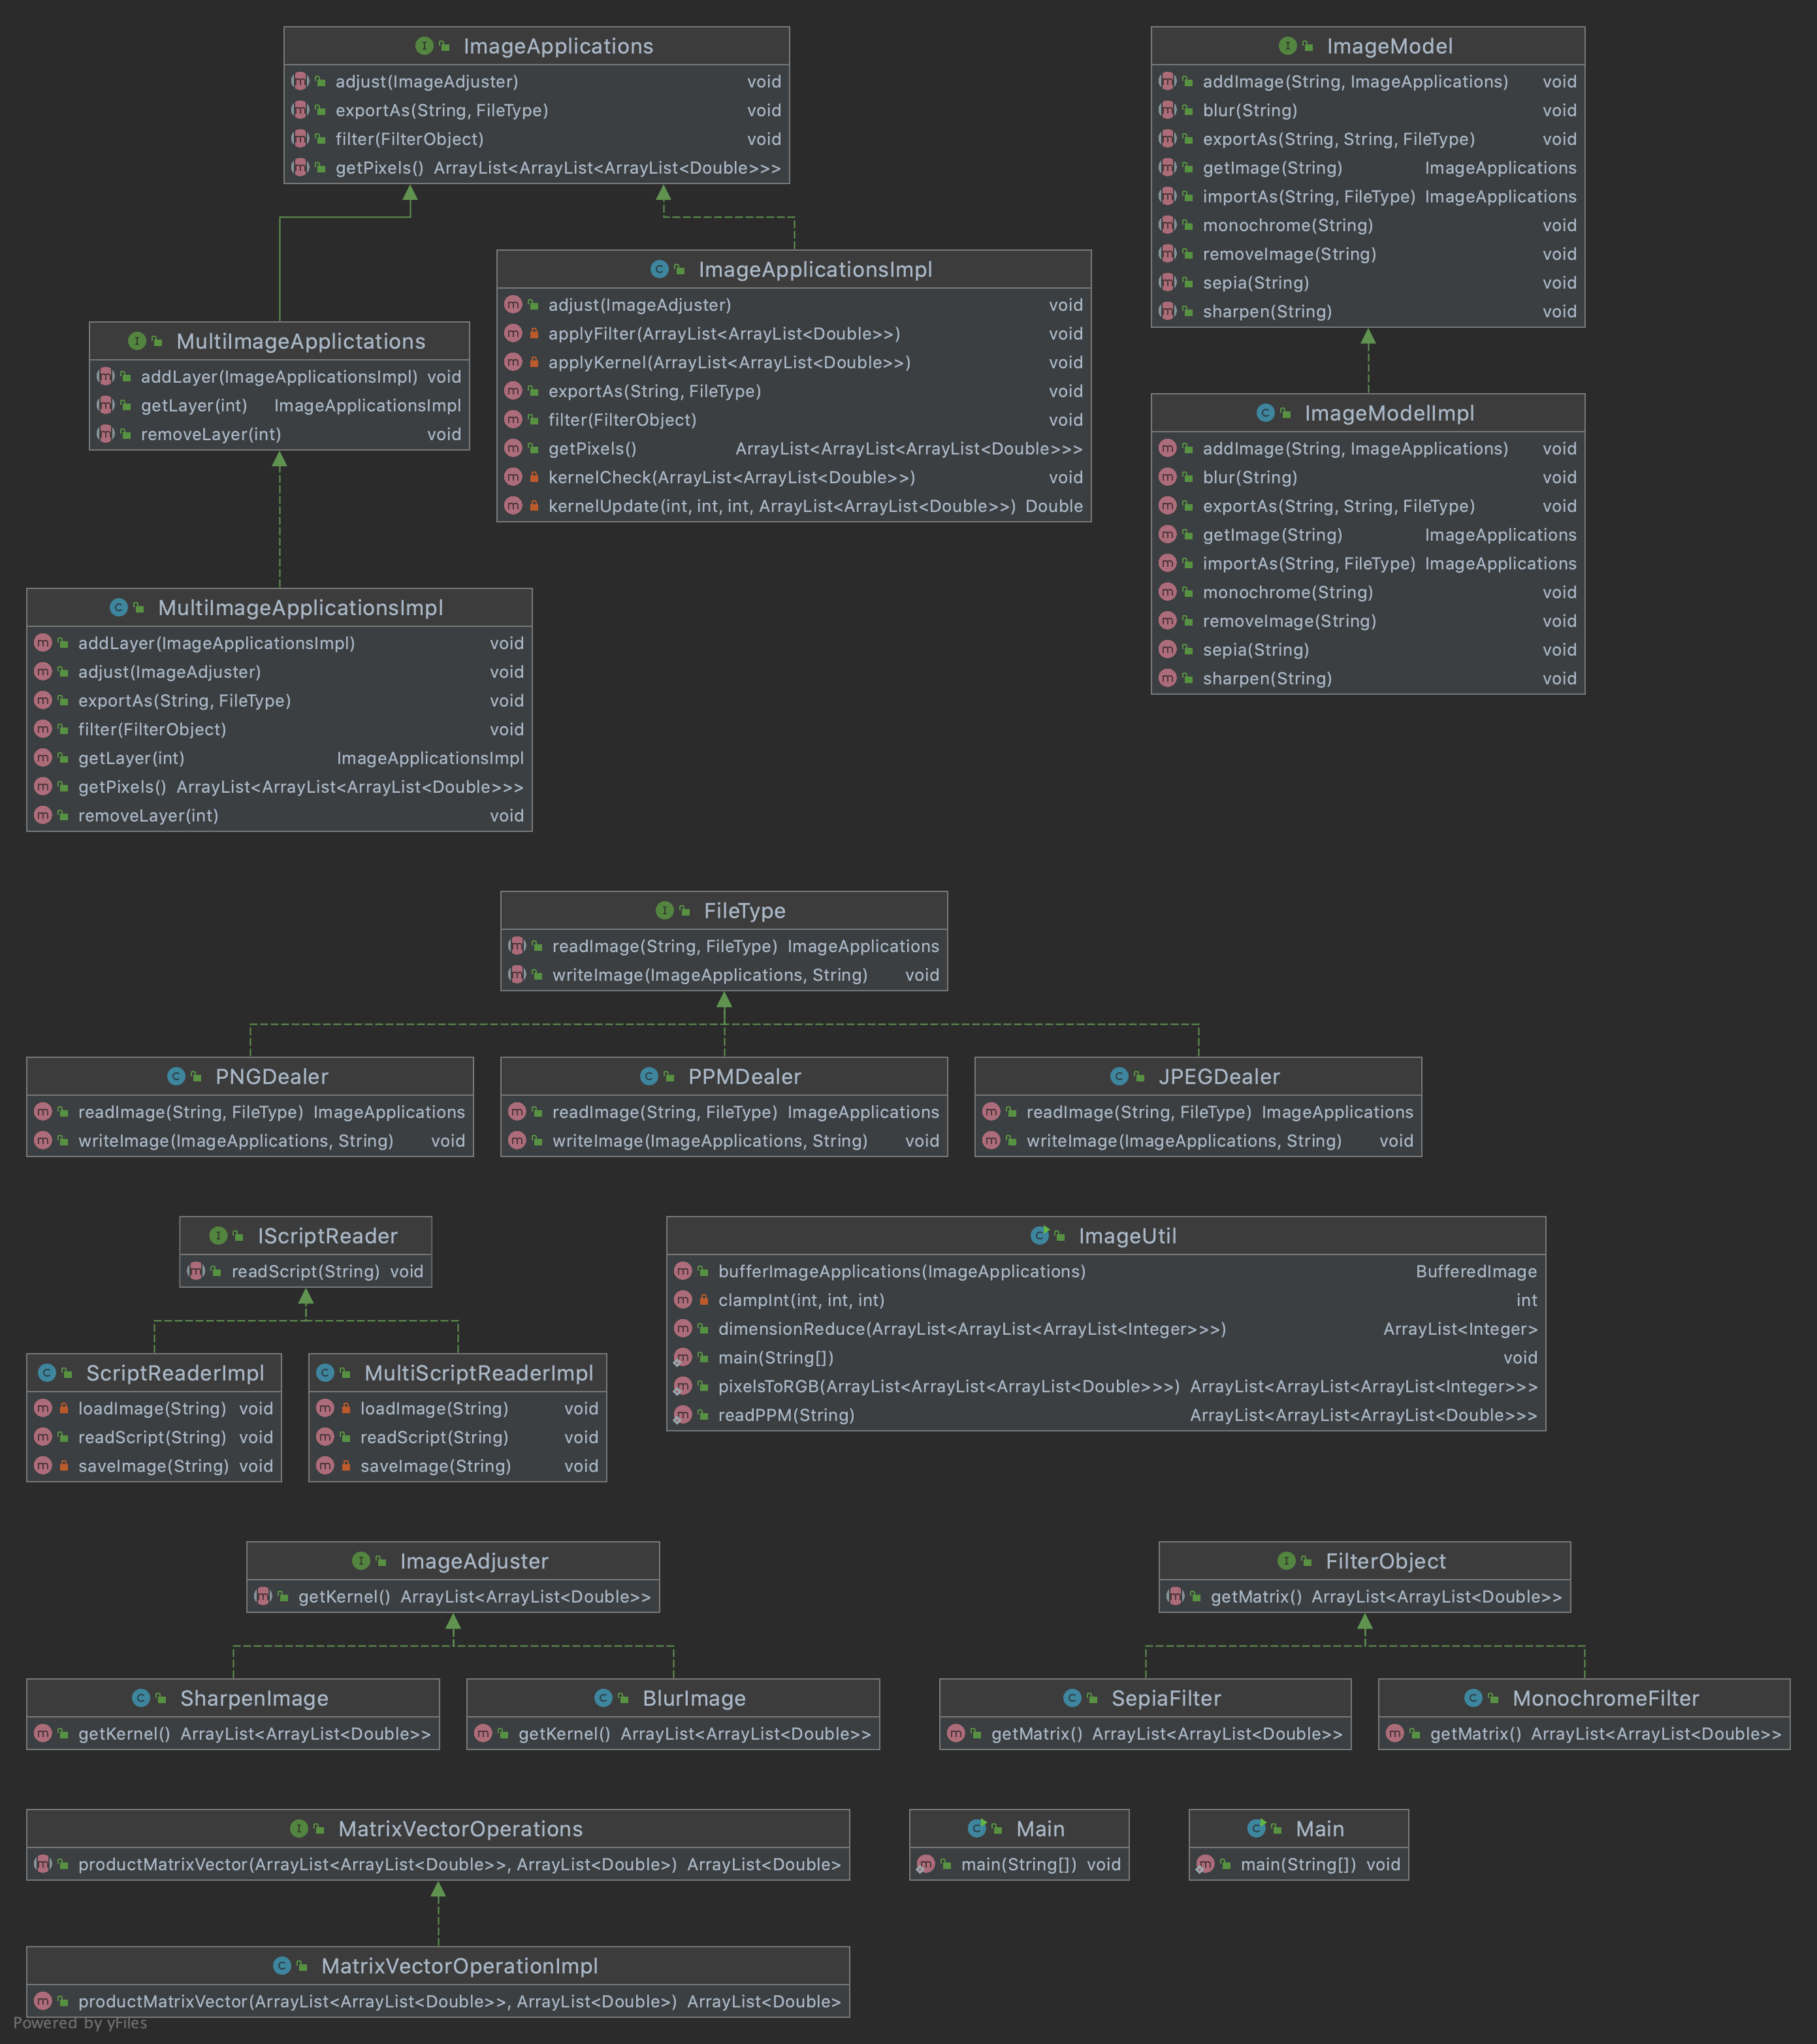 ImageApplications
adjust(ImageAdjuster) void
exportAs(String, FileType) void
filter(FilterObject) void
getPixels() ArrayList<ArrayList<ArrayList<Double>>>
ImageModel
addImage(String, ImageApplications) void
blur(String) void
exportAs(String, String, FileType) void
getImage(String) ImageApplications
importAs(String, FileType) ImageApplications
monochrome(String) void
removeImage(String) void
sepia(String) void
sharpen(String) void
ImageApplicationsImpl
adjust(ImageAdjuster) void
applyFilter(ArrayList<ArrayList<Double>>) void
applyKernel(ArrayList<ArrayList<Double>>) void
exportAs(String, FileType) void
filter(FilterObject) void
getPixels() ArrayList<ArrayList<ArrayList<Double>>>
kernelCheck(ArrayList<ArrayList<Double>>) void
kernelUpdate(int, int, int, ArrayList<ArrayList<Double>>) Double
MultiImageApplictations
addLayer(ImageApplicationsImpl) void
getLayer(int) ImageApplicationsImpl
removeLayer(int) void
ImageModelImpl
addImage(String, ImageApplications) void
blur(String) void
exportAs(String, String, FileType) void
getImage(String) ImageApplications
importAs(String, FileType) ImageApplications
monochrome(String) void
removeImage(String) void
sepia(String) void
sharpen(String) void
MultiImageApplicationsImpl
addLayer(ImageApplicationsImpl) void
adjust(ImageAdjuster) void
exportAs(String, FileType) void
filter(FilterObject) void
getLayer(int) ImageApplicationsImpl
getPixels() ArrayList<ArrayList<ArrayList<Double>>>
removeLayer(int) void
FileType
readImage(String, FileType) ImageApplications
writeImage(ImageApplications, String) void
PNGDealer
readImage(String, FileType) ImageApplications
writeImage(ImageApplications, String) void
PPMDealer
readImage(String, FileType) ImageApplications
writeImage(ImageApplications, String) void
JPEGDealer
readImage(String, FileType) ImageApplications
writeImage(ImageApplications, String) void
IScriptReader
readScript(String) void
ImageUtil
bufferImageApplications(ImageApplications) BufferedImage
clampInt(int, int, int) int
dimensionReduce(ArrayList<ArrayList<ArrayList<Integer>>>) ArrayList<Integer>
main(String[]) void
pixelsToRGB(ArrayList<ArrayList<ArrayList<Double>>>) ArrayList<ArrayList<ArrayList<Integer>>>
readPPM(String) ArrayList<ArrayList<ArrayList<Double>>>
ScriptReaderImpl
loadImage(String) void
readScript(String) void
saveImage(String) void
MultiScriptReaderImpl
loadImage(String) void
readScript(String) void
saveImage(String) void
ImageAdjuster
getKernel() ArrayList<ArrayList<Double>>
FilterObject
getMatrix() ArrayList<ArrayList<Double>>
SharpenImage
getKernel() ArrayList<ArrayList<Double>>
BlurImage
getKernel() ArrayList<ArrayList<Double>>
SepiaFilter
getMatrix() ArrayList<ArrayList<Double>>
MonochromeFilter
getMatrix() ArrayList<ArrayList<Double>>
MatrixVectorOperations
productMatrixVector(ArrayList<ArrayList<Double>>, ArrayList<Double>) ArrayList<Double>
Main
main(String[]) void
Main
main(String[]) void
MatrixVectorOperationImpl
productMatrixVector(ArrayList<ArrayList<Double>>, ArrayList<Double>) ArrayList<Double>
Powered by yFiles